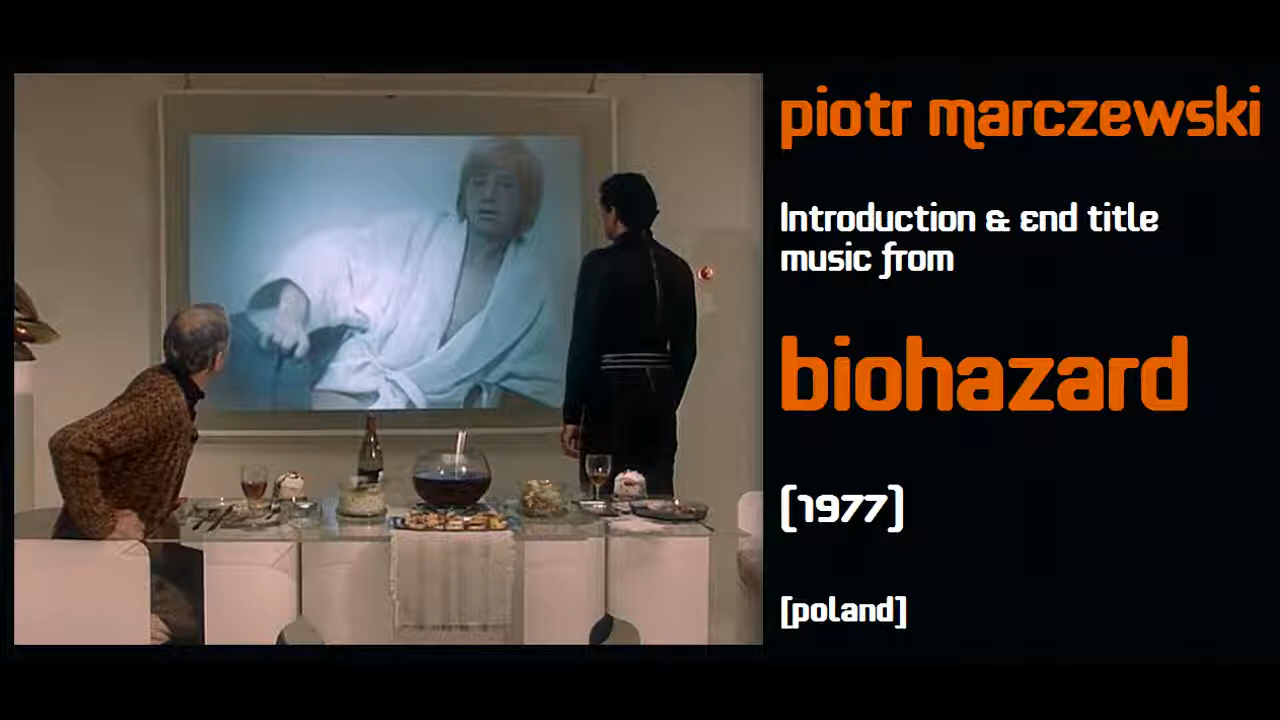 piotr marczewski
Introduction & end title
music from
biohazard
[1977]
[poland]